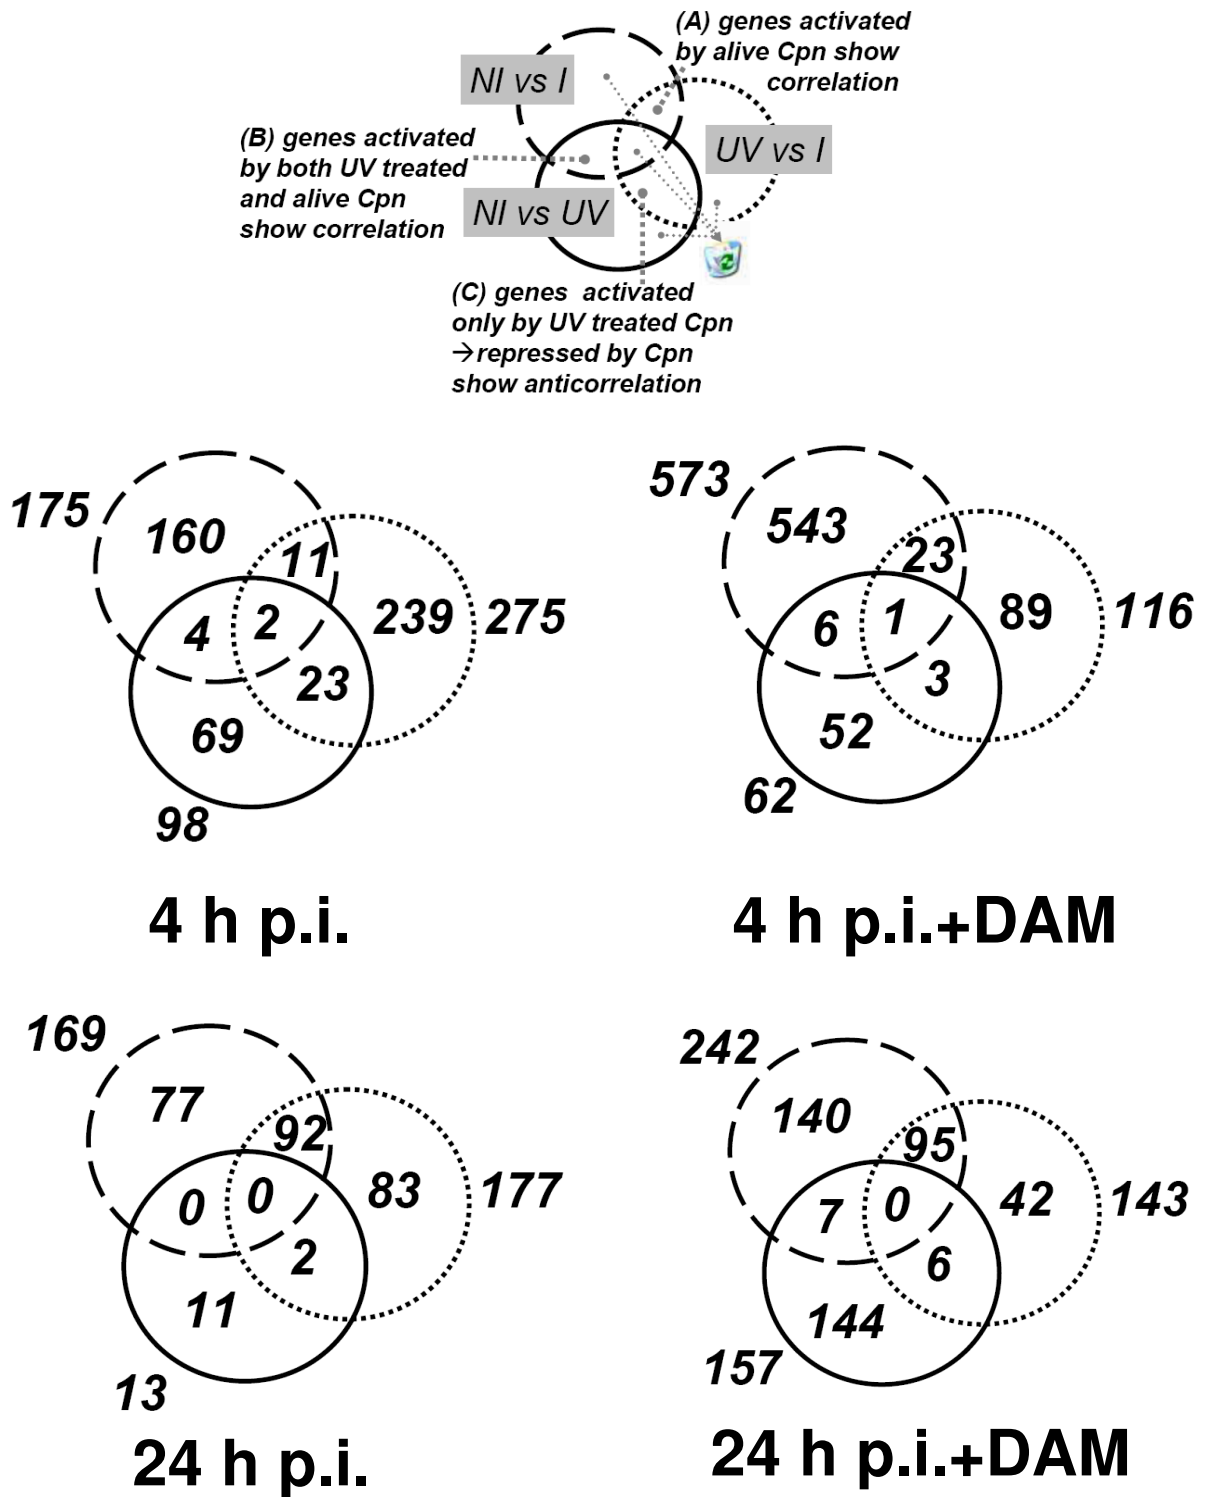 (A) genes activated
by alive Cpn show
correlation
NI vs I
UV vs I
(B) genes activated
by both UV treated
and alive Cpn
show correlation
NI vs UV
(C) genes activated
only by UV treated Cpn
→repressed by Cpn
show anticorrelation
175
160
11
4
2
239
275
23
69
98
4 h p.i.
573
543
23
6
1
89
116
3
52
62
4 h p.i.+DAM
169
77
92
0
0
83
177
2
11
13
24 h p.i.
242
140
95
7
0
42
143
6
144
157
24 h p.i.+DAM